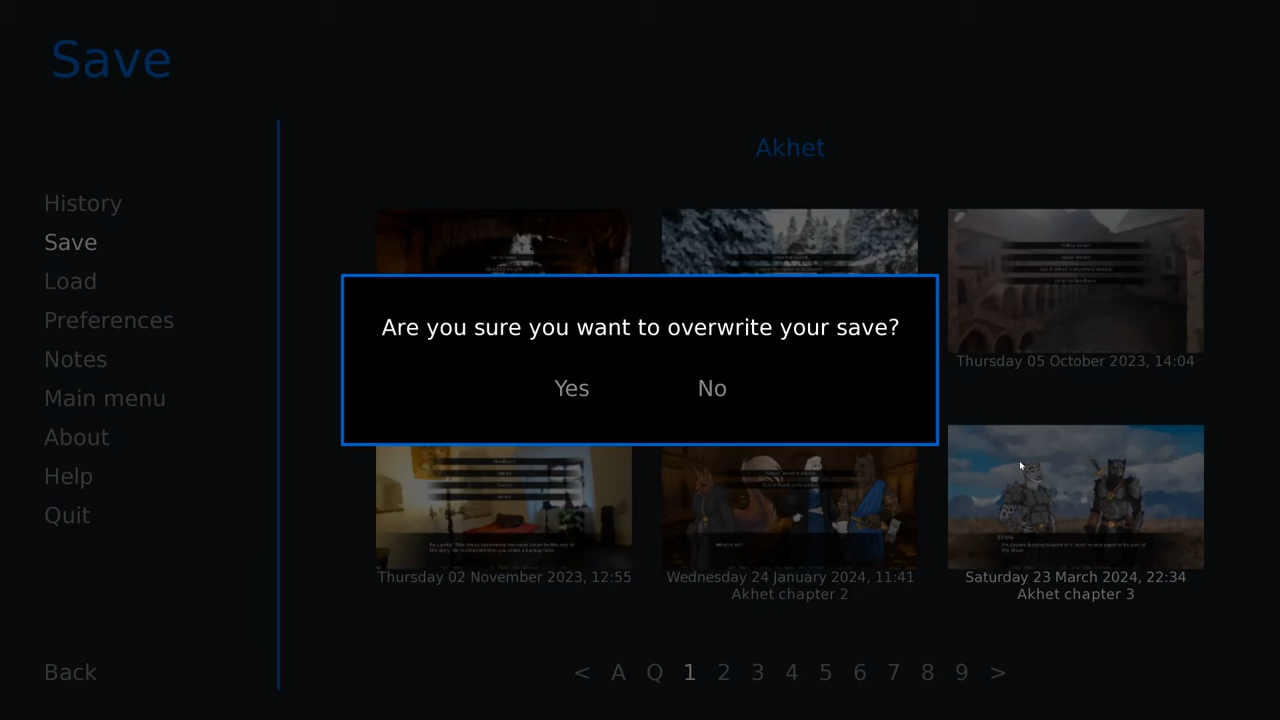 Save
Akhet
History
Save
Load
Preferences
Notes
Main menu
About
Help
Quit
Back
Are you sure you want to overwrite your save?
Yes No
Thursday 05 October 2023, 14:04
Thursday 02 November 2023, 12:55
Wednesday 24 January 2024, 11:41
Akhet chapter 2
Saturday 23 March 2024, 22:34
Akhet chapter 3
< A Q 1 2 3 4 5 6 7 8 9 >